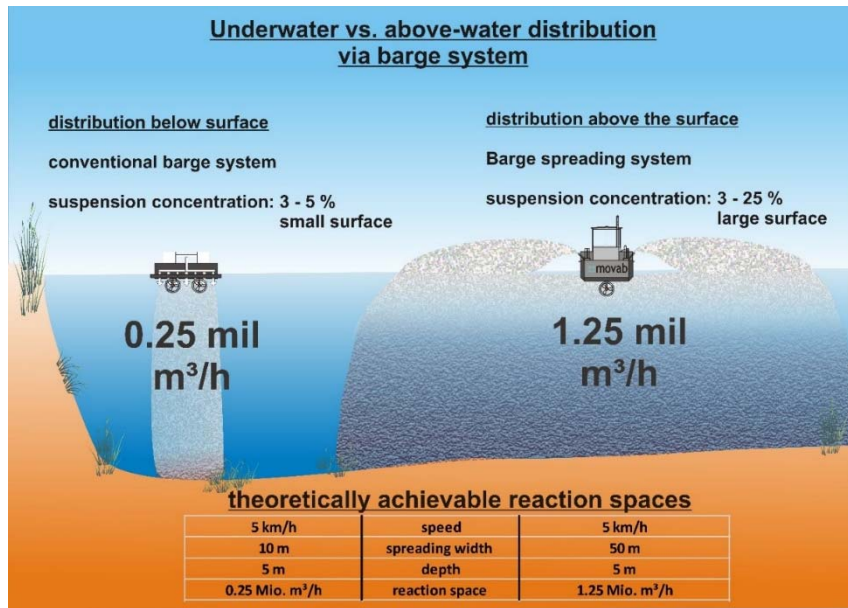 Underwater vs. above-water distribution
via barge system
distribution below surface
conventional barge system
suspension concentration: 3 - 5 %
small surface
distribution above the surface
Barge spreading system
suspension concentration: 3 - 25 %
large surface
movab
0.25 mil
m³/h
1.25 mil
m³/h
theoretically achievable reaction spaces
5 km/h speed 5 km/h
10 m spreading width 50 m
5 m depth 5 m
0.25 Mio. m³/h reaction space 1.25 Mio. m³/h